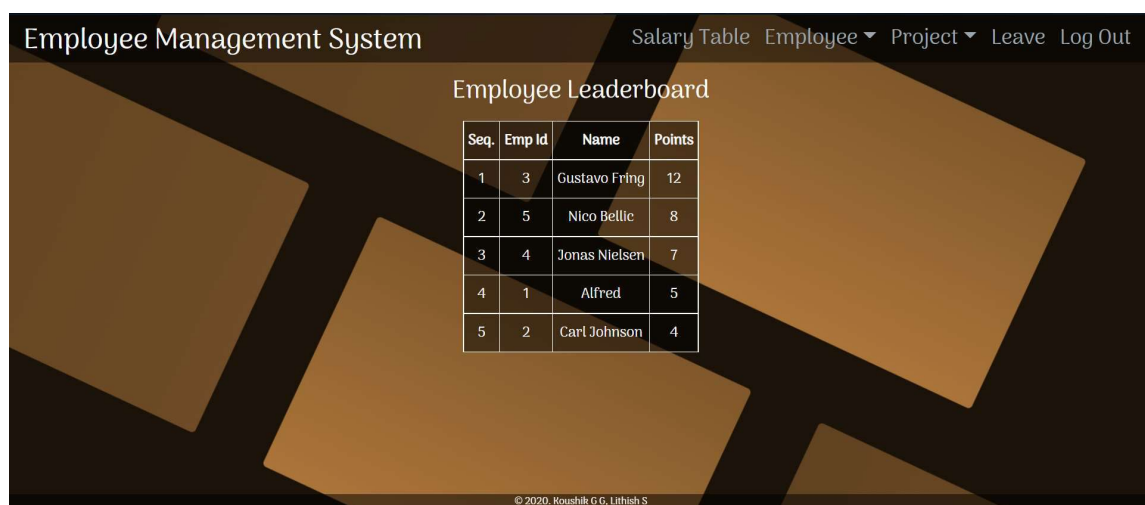 Employee Management System Salary Table Employee Project Leave Log Out
Employee Leaderboard
Seq. Emp Id Name Points
1 3 Gustavo Fring 12
2 5 Nico Bellic 8
3 4 Jonas Nielsen 7
4 1 Alfred 5
5 2 Carl Johnson 4
© 2020. Koushik G G, Lithish S